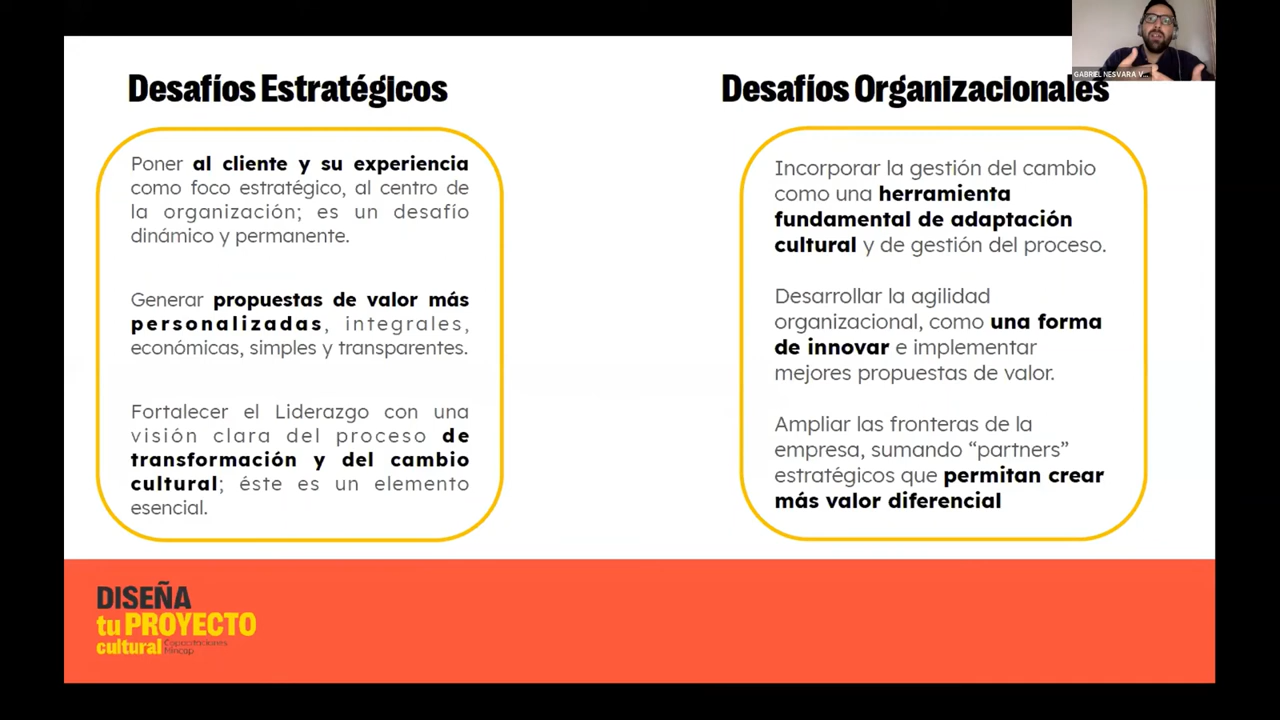 Desafíos Estratégicos
Poner al cliente y su experiencia
como foco estratégico, al centro de
la organización; es un desafío
dinámico y permanente.
Generar propuestas de valor más
personalizadas, integrales,
económicas, simples y transparentes.
Fortalecer el Liderazgo con una
visión clara del proceso de
transformación y del cambio
cultural; éste es un elemento
esencial.
Desafíos Organizacionales
Incorporar la gestión del cambio
como una herramienta
fundamental de adaptación
cultural y de gestión del proceso.
Desarrollar la agilidad
organizacional, como una forma
de innovar e implementar
mejores propuestas de valor.
Ampliar las fronteras de la
empresa, sumando “partners”
estratégicos que permitan crear
más valor diferencial
GABRIEL NESVARA V...
DISEÑA
tu PROYECTO
cultural
Capacitaciones
Mincap